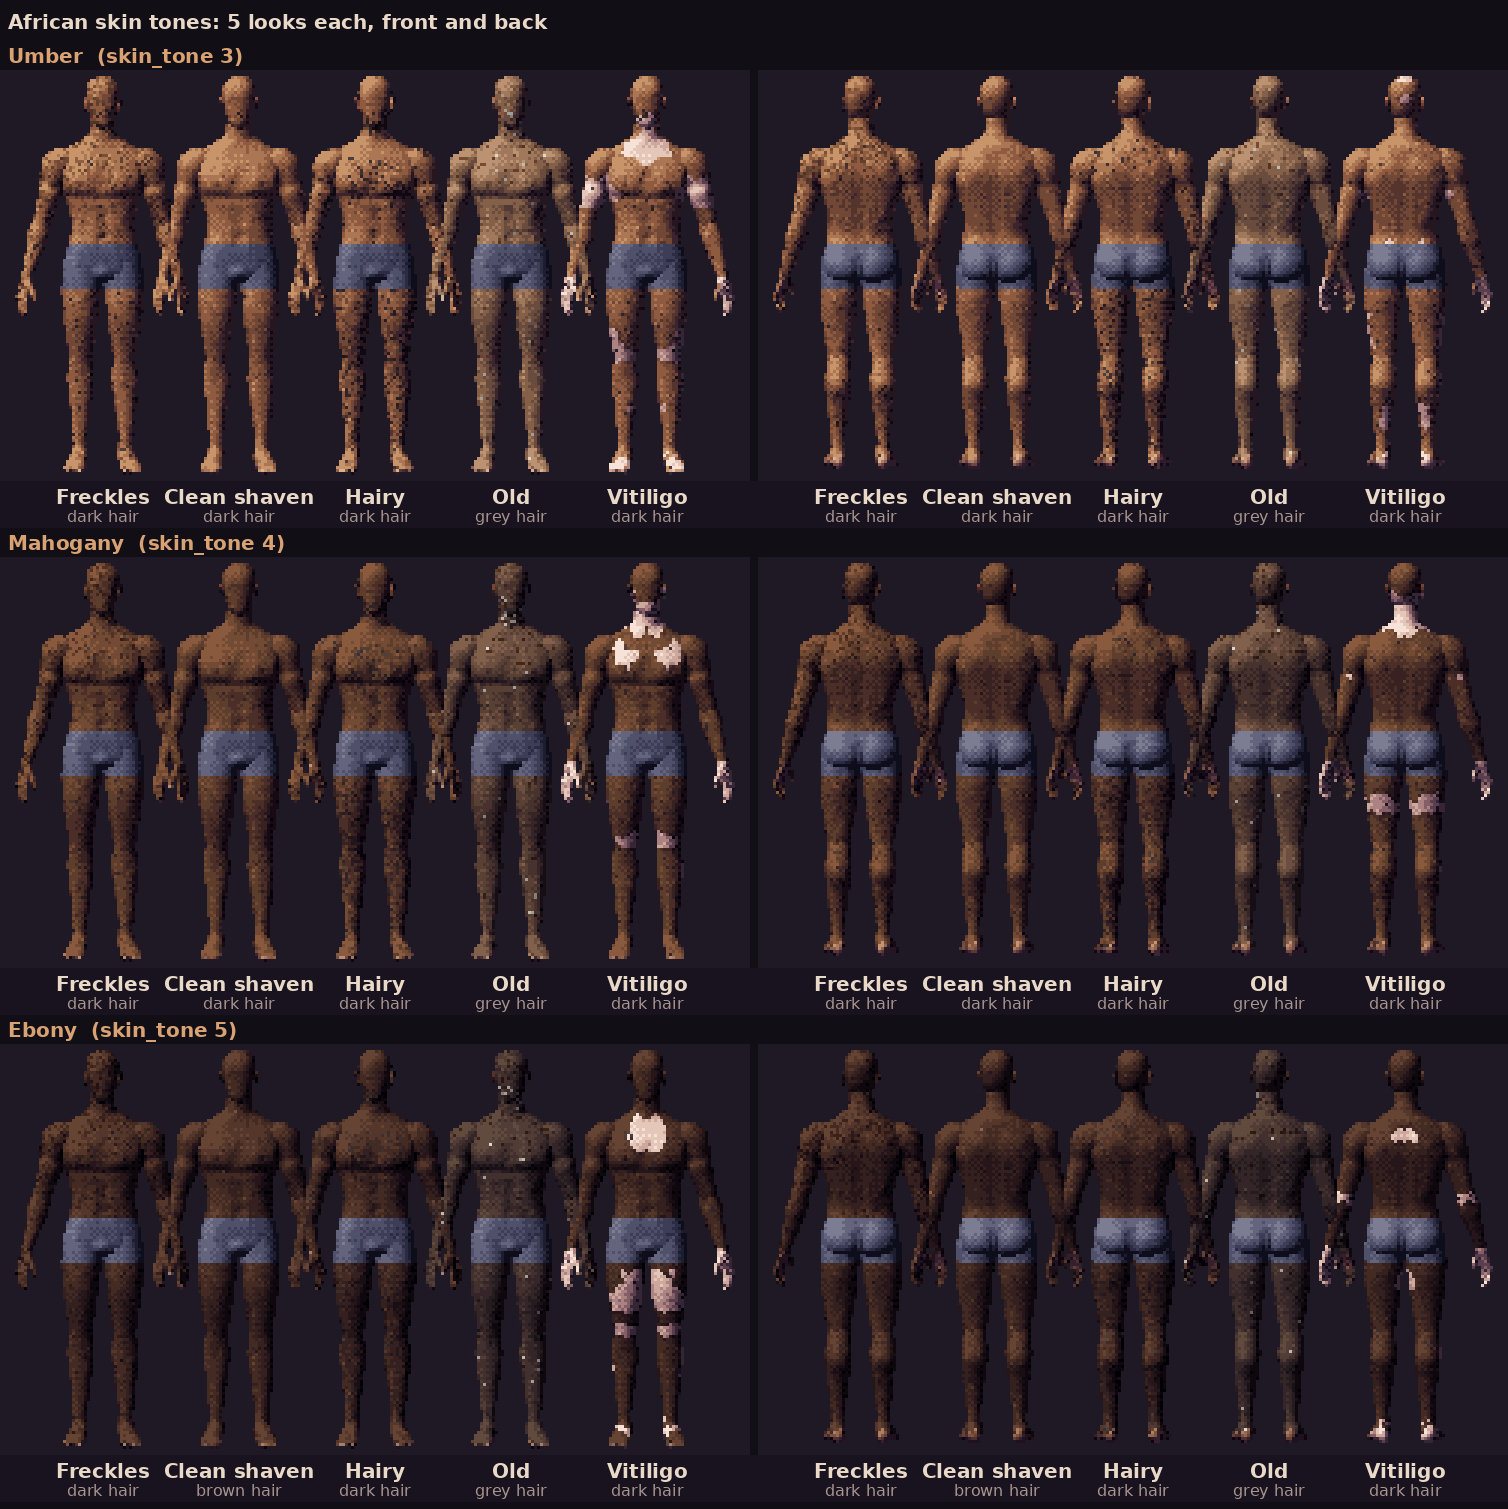 African skin tones: 5 looks each, front and back
Umber (skin_tone 3)
Freckles Clean shaven Hairy Old Vitiligo Freckles Clean shaven Hairy Old Vitiligo
dark hair dark hair dark hair grey hair dark hair dark hair dark hair dark hair grey hair dark hair
Mahogany (skin_tone 4)
Freckles Clean shaven Hairy Old Vitiligo Freckles Clean shaven Hairy Old Vitiligo
dark hair dark hair dark hair grey hair dark hair dark hair dark hair dark hair grey hair dark hair
Ebony (skin_tone 5)
Freckles Clean shaven Hairy Old Vitiligo Freckles Clean shaven Hairy Old Vitiligo
dark hair brown hair dark hair grey hair dark hair dark hair brown hair dark hair grey hair dark hair